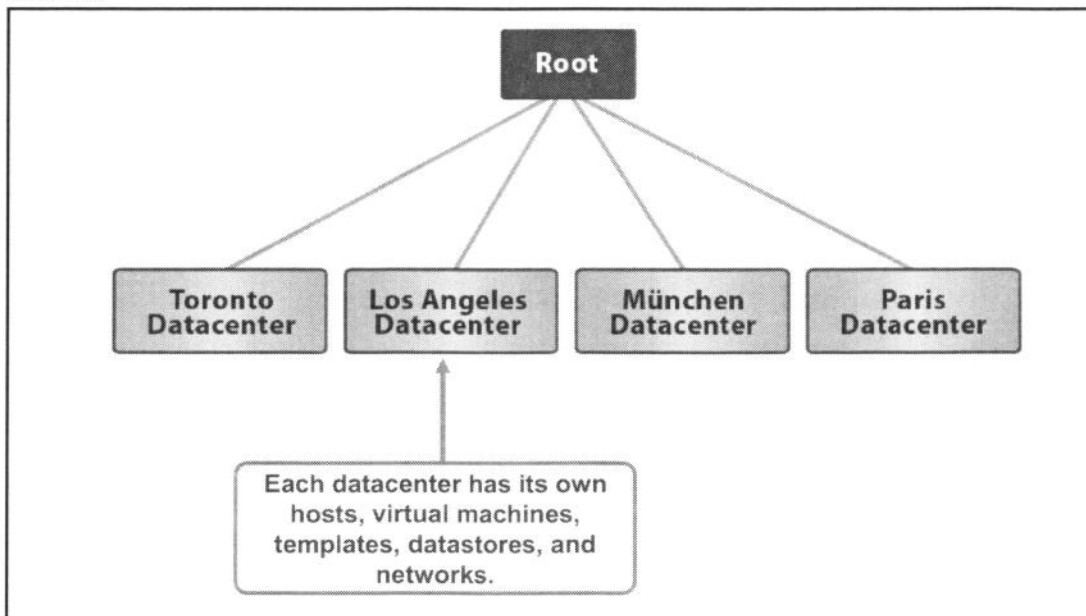 Root
Toronto
Datacenter
Los Angeles
Datacenter
München
Datacenter
Paris
Datacenter
Each datacenter has its own
hosts, virtual machines,
templates, datastores, and
networks.